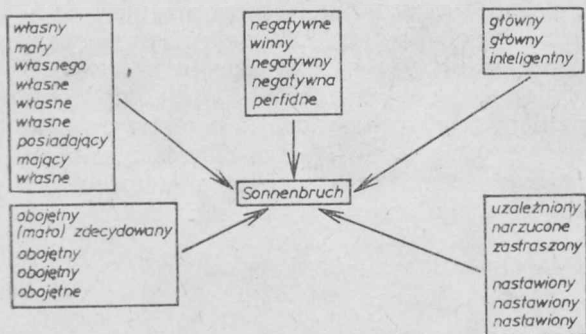 własny
mały
własnego
własne
własne
własne
posiadający
mający
własne
negatywne
winny
negatywny
negatywna
perfidne
główny
główny
inteligentny
Sonnenbruch
obojętny
(mało) zdecydowany
obojętny
obojętny
obojętne
uzależniony
narzucone
zastraszony
nastawiony
nastawiony
nastawiony